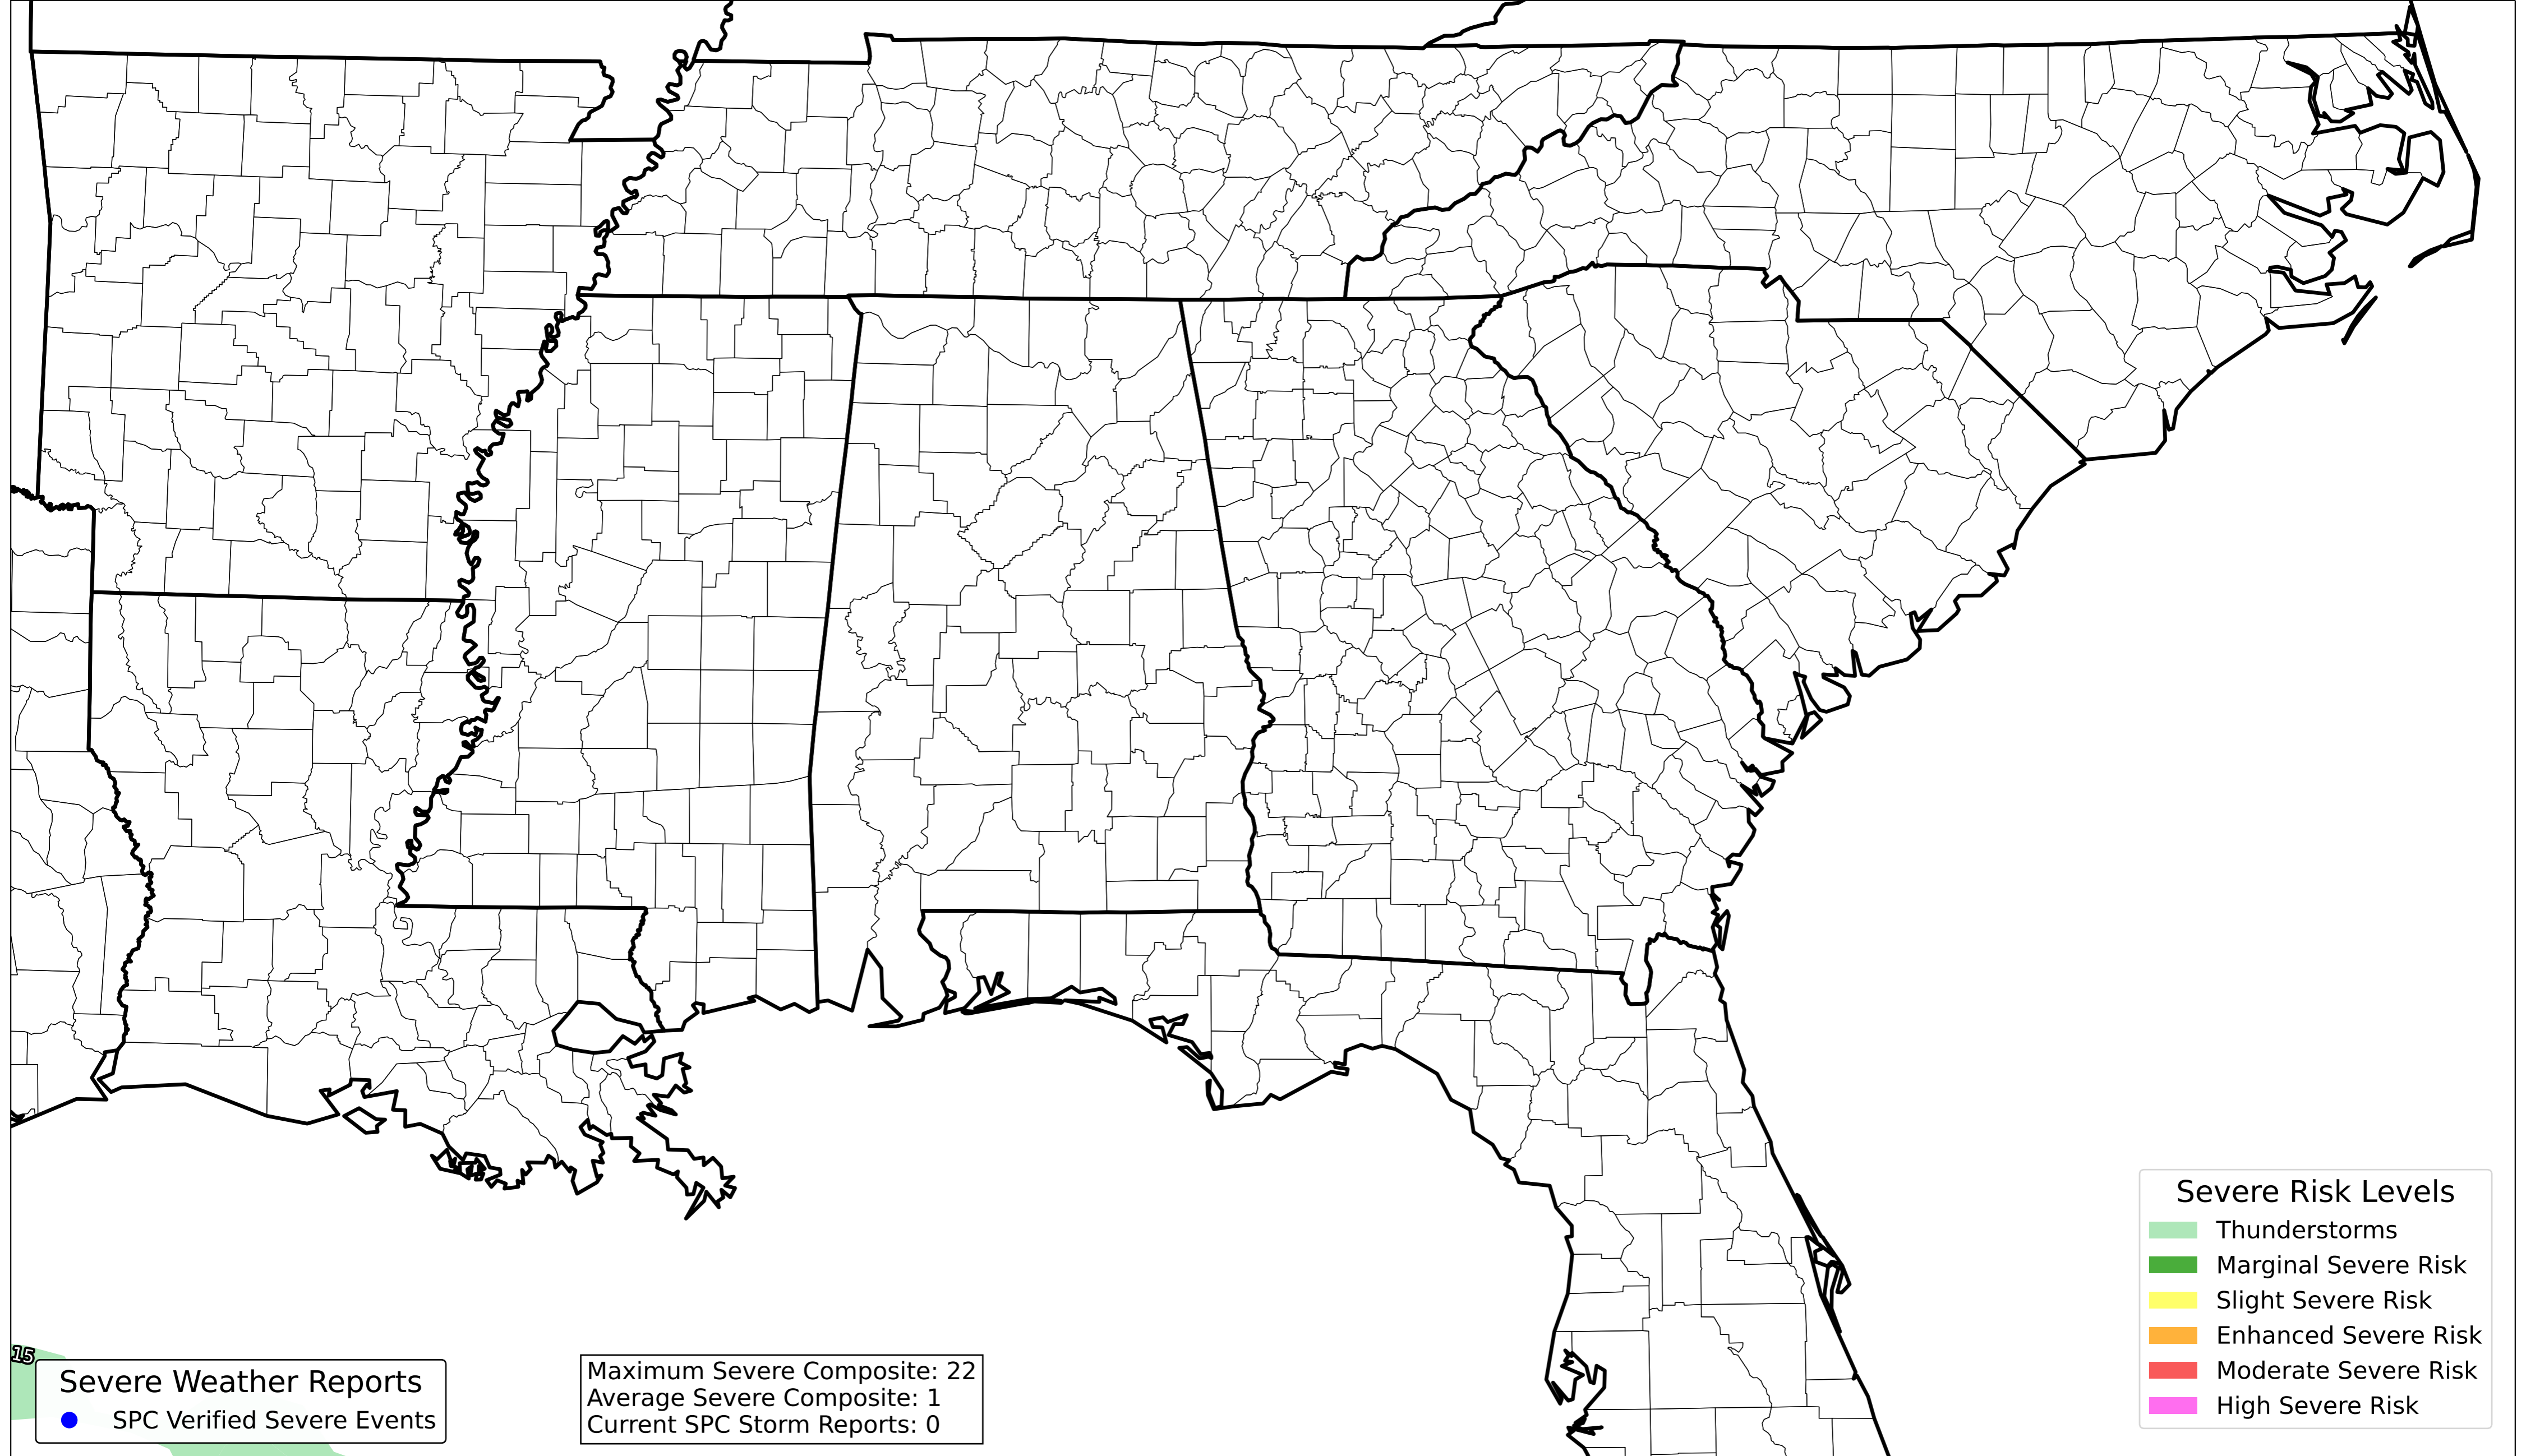 15
Severe Weather Reports
SPC Verified Severe Events
Maximum Severe Composite: 22
Average Severe Composite: 1
Current SPC Storm Reports: 0
Severe Risk Levels
Thunderstorms
Marginal Severe Risk
Slight Severe Risk
Enhanced Severe Risk
Moderate Severe Risk
High Severe Risk